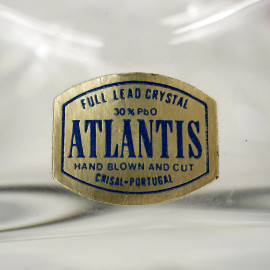 FULL LEAD CRYSTAL
30% PbO
ATLANTIS
HAND BLOWN AND CUT
CRISAL•PORTUGAL